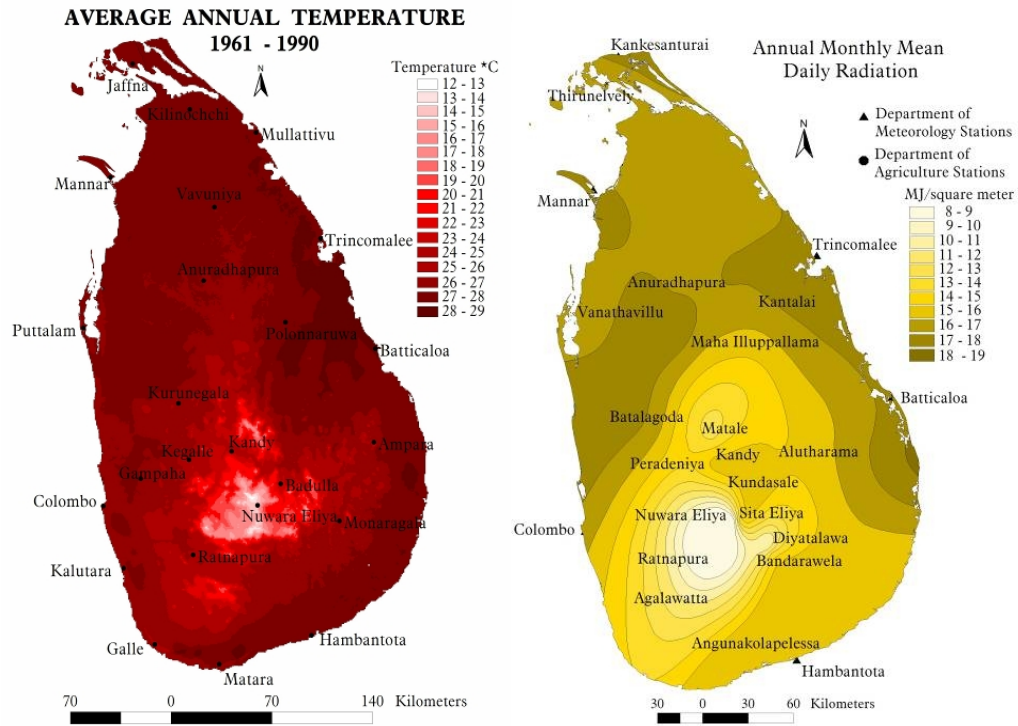 AVERAGE ANNUAL TEMPERATURE
1961 - 1990
Temperature *C
12 - 13
13 - 14
14 - 15
15 - 16
16 - 17
17 - 18
18 - 19
19 - 20
20 - 21
21 - 22
22 - 23
23 - 24
24 - 25
25 - 26
26 - 27
27 - 28
28 - 29
N
Jaffna
Kilinochchi
Mullattivu
Mannar
Vavuniya
Trincomalee
Anuradhapura
Puttalam
Polonnaruwa
Batticaloa
Kurunegala
Kandy
Ampara
Kegalle
Gampaha
Badulla
Colombo
Nuwara Eliya
Monaragala
Ratnapura
Kalutara
Hambantota
Galle
Matara
70 0 70 140 Kilometers
Annual Monthly Mean
Daily Radiation
N
Department of
Meteorology Stations
Department of
Agriculture Stations
MJ/square meter
8 - 9
9 - 10
10 - 11
11 - 12
12 - 13
13 - 14
14 - 15
15 - 16
16 - 17
17 - 18
18 - 19
Kankesanturai
Thirunelvely
Mannar
Trincomalee
Anuradhapura
Kantalai
Vanathavillu
Maha Illuppallama
Batticaloa
Batalagoda
Matale
Kandy
Alutharama
Peradeniya
Kundasale
Nuwara Eliya
Sita Eliya
Colombo
Diyatalawa
Ratnapura
Bandarawela
Agalawatta
Angunakolapelessa
Hambantota
30 0 30 60 Kilometers